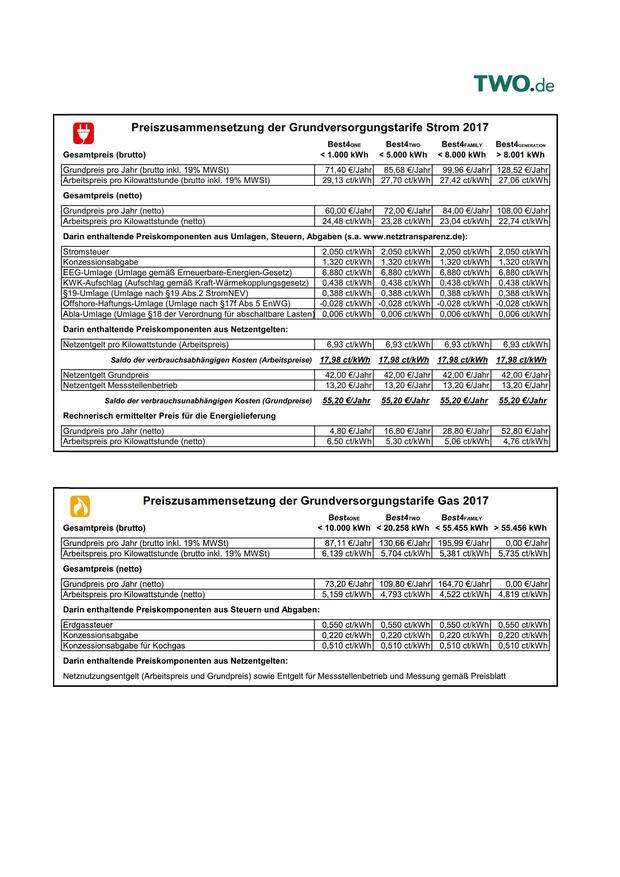 TWO.de
Preiszusammensetzung der Grundversorgungstarife Strom 2017
Best4ONE Best4TWO Best4FAMILY Best4GENERATION
Gesamtpreis (brutto) < 1.000 kWh < 5.000 kWh < 8.000 kWh > 8.001 kWh
Grundpreis pro Jahr (brutto inkl. 19% MWSt) 71,40 €/Jahr 85,68 €/Jahr 99,96 €/Jahr 128,52 €/Jahr
Arbeitspreis pro Kilowattstunde (brutto inkl. 19% MWSt) 29,13 ct/kWh 27,70 ct/kWh 27,42 ct/kWh 27,06 ct/kWh
Gesamtpreis (netto)
Grundpreis pro Jahr (netto) 60,00 €/Jahr 72,00 €/Jahr 84,00 €/Jahr 108,00 €/Jahr
Arbeitspreis pro Kilowattstunde (netto) 24,48 ct/kWh 23,28 ct/kWh 23,04 ct/kWh 22,74 ct/kWh
Darin enthaltende Preiskomponenten aus Umlagen, Steuern, Abgaben (s.a. www.netztransparenz.de):
Stromsteuer 2,050 ct/kWh 2,050 ct/kWh 2,050 ct/kWh 2,050 ct/kWh
Konzessionsabgabe 1,320 ct/kWh 1,320 ct/kWh 1,320 ct/kWh 1,320 ct/kWh
EEG-Umlage (Umlage gemäß Erneuerbare-Energien-Gesetz) 6,880 ct/kWh 6,880 ct/kWh 6,880 ct/kWh 6,880 ct/kWh
KWK-Aufschlag (Aufschlag gemäß Kraft-Wärmekopplungsgesetz) 0,438 ct/kWh 0,438 ct/kWh 0,438 ct/kWh 0,438 ct/kWh
§19-Umlage (Umlage nach §19 Abs.2 StromNEV) 0,388 ct/kWh 0,388 ct/kWh 0,388 ct/kWh 0,388 ct/kWh
Offshore-Haftungs-Umlage (Umlage nach §17f Abs 5 EnWG) -0,028 ct/kWh -0,028 ct/kWh -0,028 ct/kWh -0,028 ct/kWh
Abla-Umlage (Umlage §18 der Verordnung für abschaltbare Lasten) 0,006 ct/kWh 0,006 ct/kWh 0,006 ct/kWh 0,006 ct/kWh
Darin enthaltende Preiskomponenten aus Netzentgelten:
Netzentgelt pro Kilowattstunde (Arbeitspreis) 6,93 ct/kWh 6,93 ct/kWh 6,93 ct/kWh 6,93 ct/kWh
Saldo der verbrauchsabhängigen Kosten (Arbeitspreise) 17,98 ct/kWh 17,98 ct/kWh 17,98 ct/kWh 17,98 ct/kWh
Netzentgelt Grundpreis 42,00 €/Jahr 42,00 €/Jahr 42,00 €/Jahr 42,00 €/Jahr
Netzentgelt Messstellenbetrieb 13,20 €/Jahr 13,20 €/Jahr 13,20 €/Jahr 13,20 €/Jahr
Saldo der verbrauchsunabhängigen Kosten (Grundpreise) 55,20 €/Jahr 55,20 €/Jahr 55,20 €/Jahr 55,20 €/Jahr
Rechnerisch ermittelter Preis für die Energielieferung
Grundpreis pro Jahr (netto) 4,80 €/Jahr 16,80 €/Jahr 28,80 €/Jahr 52,80 €/Jahr
Arbeitspreis pro Kilowattstunde (netto) 6,50 ct/kWh 5,30 ct/kWh 5,06 ct/kWh 4,76 ct/kWh
Preiszusammensetzung der Grundversorgungstarife Gas 2017
Best4ONE Best4TWO Best4FAMILY
Gesamtpreis (brutto) < 10.000 kWh < 20.258 kWh < 55.455 kWh > 55.456 kWh
Grundpreis pro Jahr (brutto inkl. 19% MWSt) 87,11 €/Jahr 130,66 €/Jahr 195,99 €/Jahr 0,00 €/Jahr
Arbeitspreis pro Kilowattstunde (brutto inkl. 19% MWSt) 6,139 ct/kWh 5,704 ct/kWh 5,381 ct/kWh 5,735 ct/kWh
Gesamtpreis (netto)
Grundpreis pro Jahr (netto) 73,20 €/Jahr 109,80 €/Jahr 164,70 €/Jahr 0,00 €/Jahr
Arbeitspreis pro Kilowattstunde (netto) 5,159 ct/kWh 4,793 ct/kWh 4,522 ct/kWh 4,819 ct/kWh
Darin enthaltende Preiskomponenten aus Steuern und Abgaben:
Erdgassteuer 0,550 ct/kWh 0,550 ct/kWh 0,550 ct/kWh 0,550 ct/kWh
Konzessionsabgabe 0,220 ct/kWh 0,220 ct/kWh 0,220 ct/kWh 0,220 ct/kWh
Konzessionsabgabe für Kochgas 0,510 ct/kWh 0,510 ct/kWh 0,510 ct/kWh 0,510 ct/kWh
Darin enthaltende Preiskomponenten aus Netzentgelten:
Netznutzungsentgelt (Arbeitspreis und Grundpreis) sowie Entgelt für Messstellenbetrieb und Messung gemäß Preisblatt